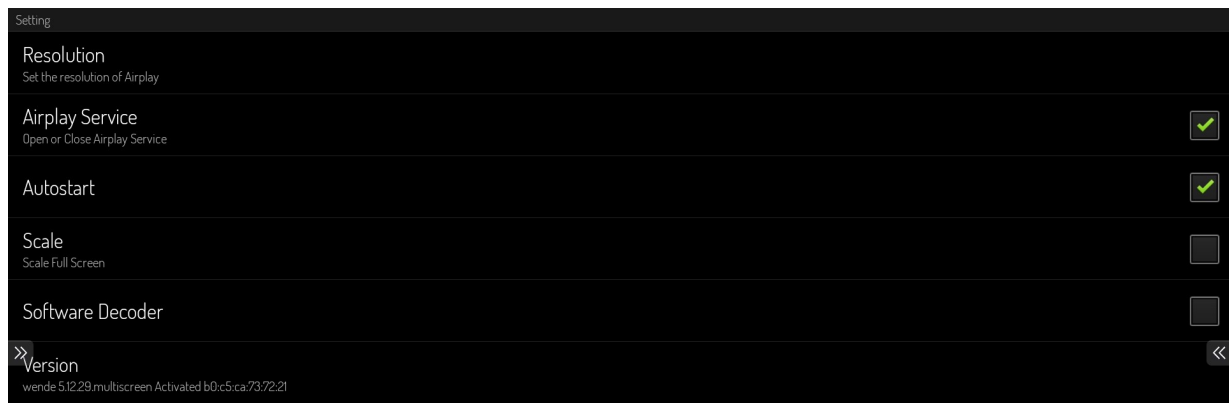 Setting
Resolution
Set the resolution of Airplay
Airplay Service
Open or Close Airplay Service
Autostart
Scale
Scale Full Screen
Software Decoder
Version
wende 5.12.29.multiscreen Activated b0:c5:ca:73:72:21